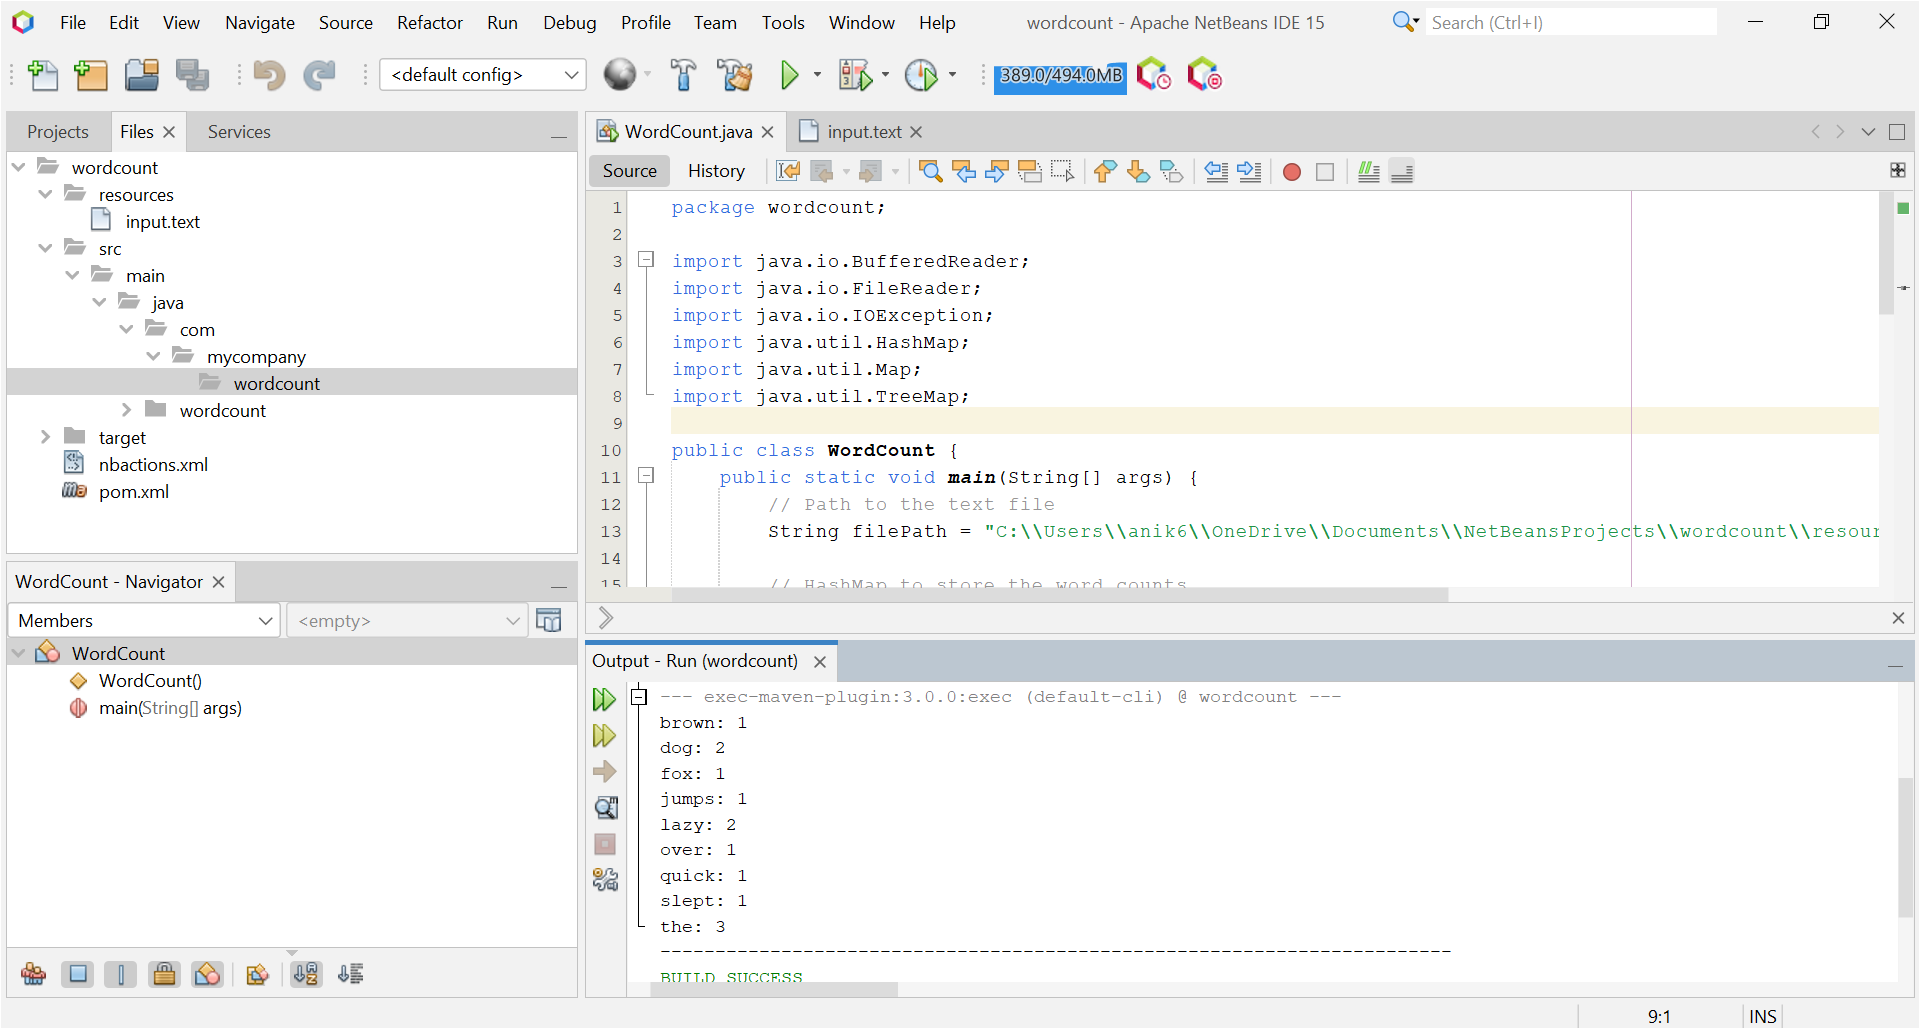 File Edit View Navigate Source Refactor Run Debug Profile Team Tools Window Help wordcount - Apache NetBeans IDE 15 Search (Ctrl+I)
<default config> 389.0/494.0MB
Projects Files Services
wordcount
resources
input.text
src
main
java
com
mycompany
wordcount
wordcount
target
nbactions.xml
pom.xml
WordCount - Navigator
Members <empty>
WordCount
WordCount()
main(String[] args)
WordCount.java input.text
Source History
1 package wordcount;
2
3 import java.io.BufferedReader;
4 import java.io.FileReader;
5 import java.io.IOException;
6 import java.util.HashMap;
7 import java.util.Map;
8 import java.util.TreeMap;
9
10 public class WordCount {
11 public static void main(String[] args) {
12 // Path to the text file
13 String filePath = "C:\\Users\\anik6\\OneDrive\\Documents\\NetBeansProjects\\wordcount\\resour
14
15 // HashMap to store the word counts
Output - Run (wordcount)
--- exec-maven-plugin:3.0.0:exec (default-cli) @ wordcount ---
brown: 1
dog: 2
fox: 1
jumps: 1
lazy: 2
over: 1
quick: 1
slept: 1
the: 3
------------------------------------------------------------------------
BUILD SUCCESS
9:1 INS